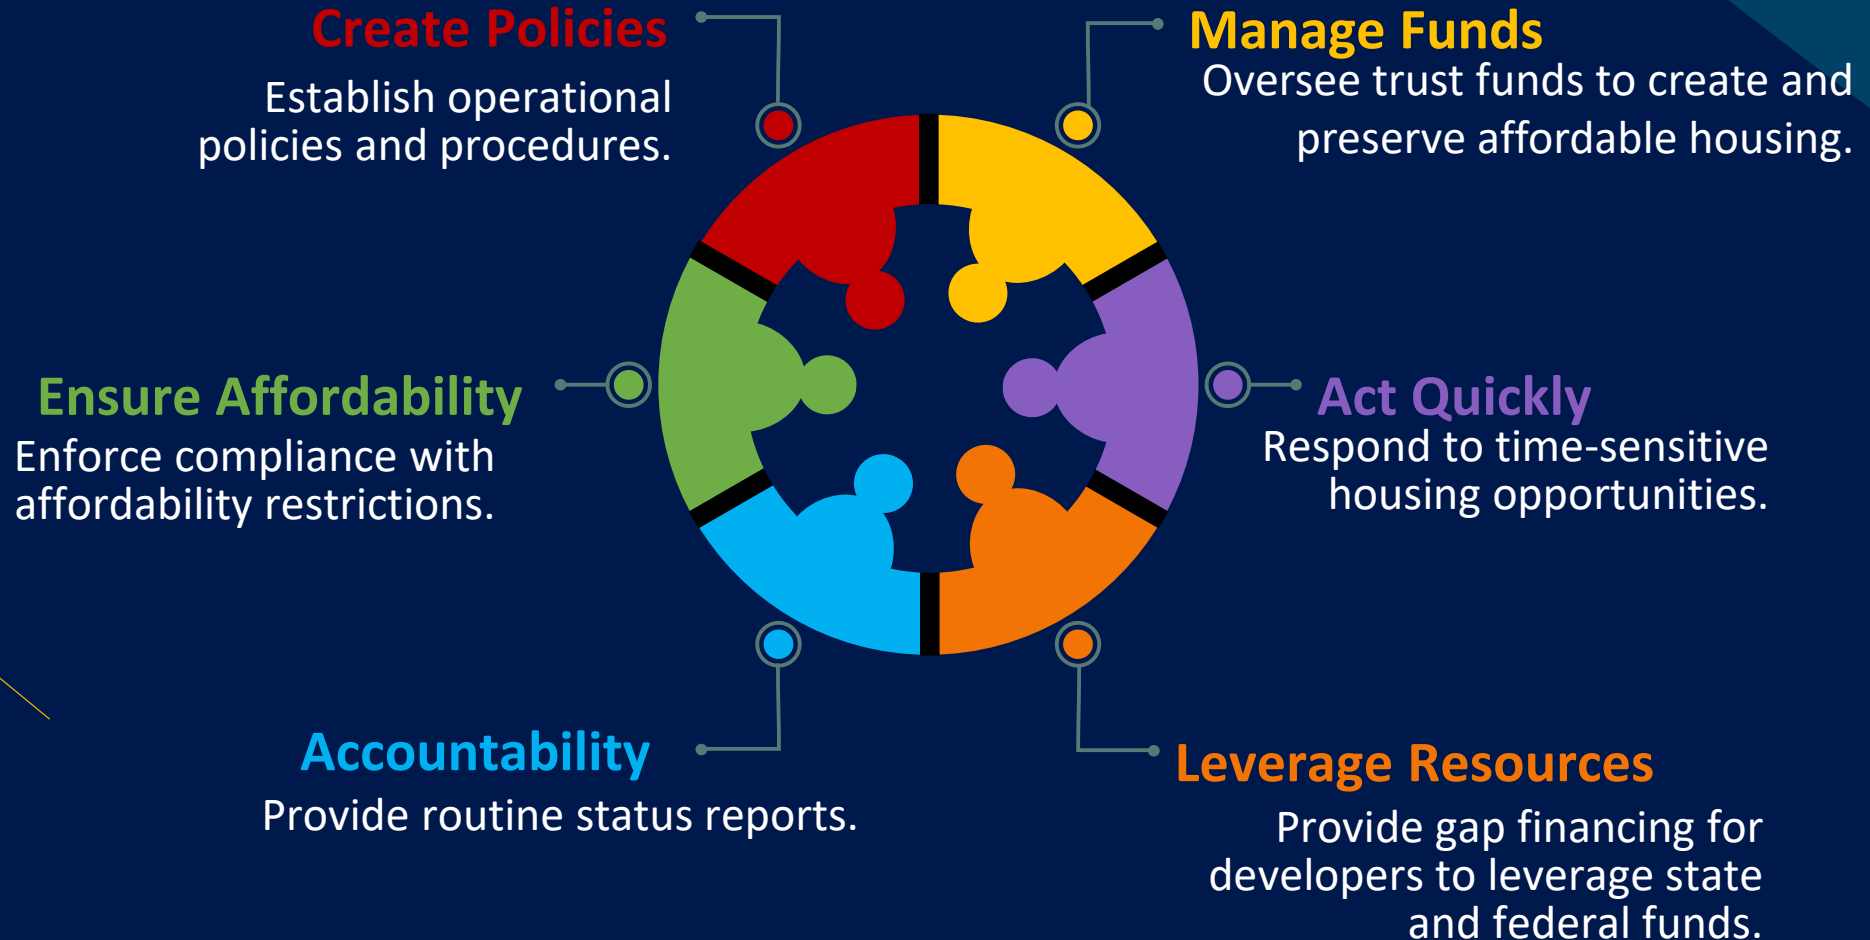 Create Policies
Establish operational
policies and procedures.
Manage Funds
Oversee trust funds to create and
preserve affordable housing.
Ensure Affordability
Enforce compliance with
affordability restrictions.
Act Quickly
Respond to time-sensitive
housing opportunities.
Accountability
Provide routine status reports.
Leverage Resources
Provide gap financing for
developers to leverage state
and federal funds.